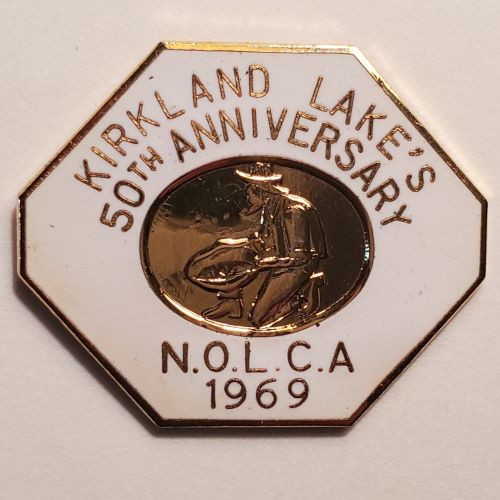 KIRKLAND LAKE'S
50TH ANNIVERSARY
N.O.L.C.A
1969